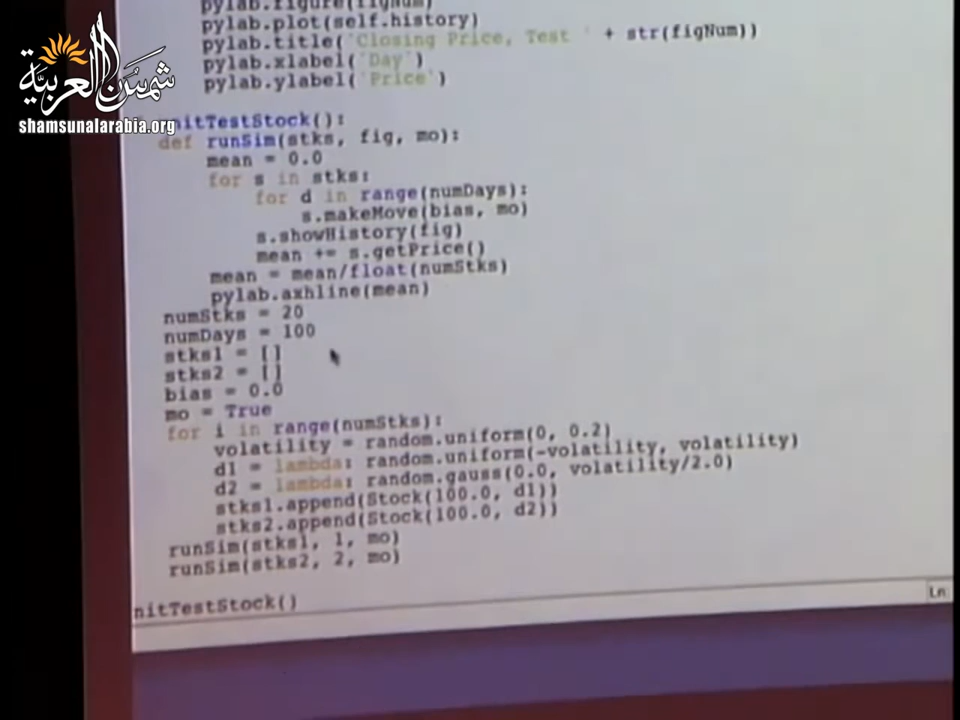 pylab.figure(figNum)
pylab.plot(self.history)
pylab.title('Closing Price, Test ' + str(figNum))
pylab.xlabel('Day')
pylab.ylabel('Price')
شمس العربية
shamsunalarabia.org
nitTestStock():
def runSim(stks, fig, mo):
mean = 0.0
for s in stks:
for d in range(numDays):
s.makeMove(bias, mo)
s.showHistory(fig)
mean += s.getPrice()
mean = mean/float(numStks)
pylab.axhline(mean)
numStks = 20
numDays = 100
stks1 = []
stks2 = []
bias = 0.0
mo = True
for i in range(numStks):
volatility = random.uniform(0, 0.2)
d1 = lambda: random.uniform(-volatility, volatility)
d2 = lambda: random.gauss(0.0, volatility/2.0)
stks1.append(Stock(100.0, d1))
stks2.append(Stock(100.0, d2))
runSim(stks1, 1, mo)
runSim(stks2, 2, mo)
nitTestStock()
Ln: